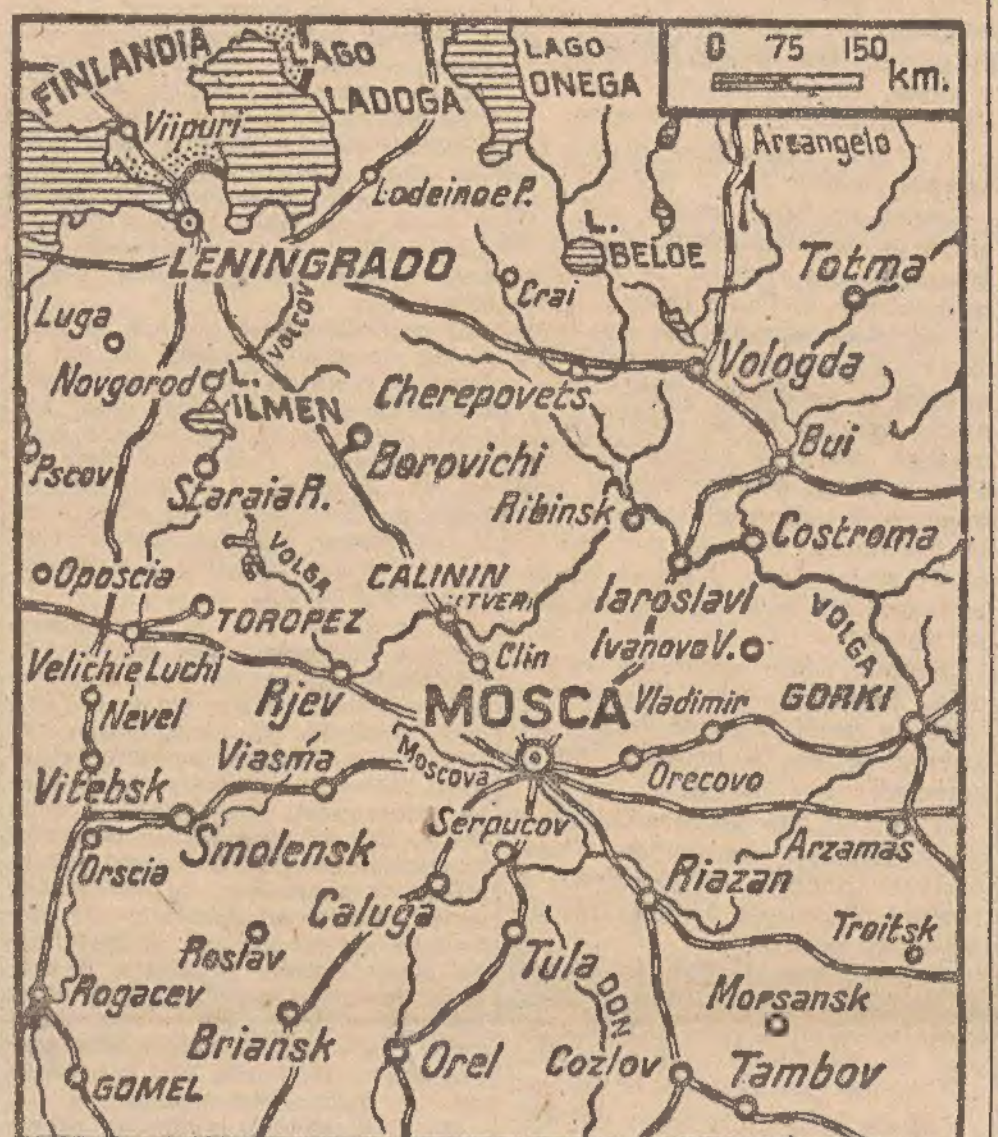 FINLANDIA
LAGO
LADOGA
LAGO
ONEGA
0 75 150
km.
Viipuri
Arcangelo
Lodeinoe P.
L.
BELOE
LENINGRADO
Totma
Crai
VOLCOV
Luga
Vologda
Novgorod
L.
ILMEN
Cherepovets
Bui
Borovichi
Pscov
Staraia R.
Ribinsk
Costroma
VOLGA
Oposcia
CALININ
(TVER)
Iaroslavl
VOLGA
TOROPEZ
Ivanovo V.
Clin
Velichie Luchi
Rjev
MOSCA
Vladimir
GORKI
Nevel
Viasma
Moscova
Orecovo
Vitebsk
Serpucov
Smolensk
Arzamas
Orscia
Riazan
Caluga
Roslav
Troitsk
Tula
DON
Rogacev
Morsansk
Briansk
Orel
Cozlov
Tambov
GOMEL